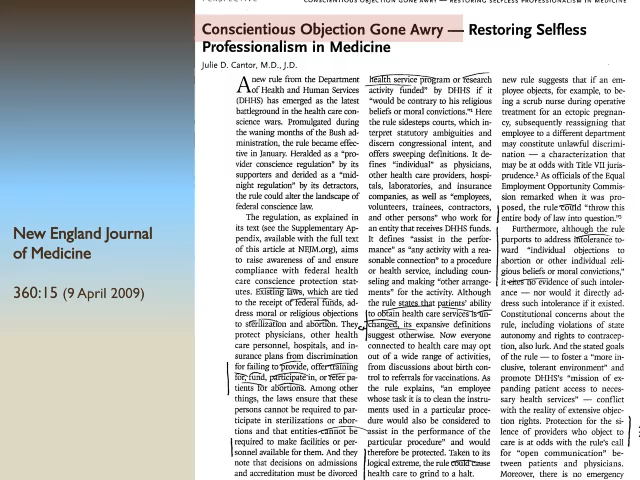 PERSPECTIVE
CONSCIENTIOUS OBJECTION GONE AWRY — RESTORING SELFLESS PROFESSIONALISM IN MEDICINE
Conscientious Objection Gone Awry — Restoring Selfless
Professionalism in Medicine
Julie D. Cantor, M.D., J.D.
New England Journal
of Medicine
360:15 (9 April 2009)
A new rule from the Department
of Health and Human Services
(DHHS) has emerged as the latest
battleground in the health care con-
science wars. Promulgated during
the waning months of the Bush ad-
ministration, the rule became effec-
tive in January. Heralded as a “pro-
vider conscience regulation” by its
supporters and derided as a “mid-
night regulation” by its detractors,
the rule could alter the landscape of
federal conscience law.
The regulation, as explained in
its text (see the Supplementary Ap-
pendix, available with the full text
of this article at NEJM.org), aims
to raise awareness of and ensure
compliance with federal health
care conscience protection stat-
utes. Existing laws, which are tied
to the receipt of federal funds, ad-
dress moral or religious objections
to sterilization and abortion. They
protect physicians, other health
care personnel, hospitals, and in-
surance plans from discrimination
for failing to provide, offer training
for, fund, participate in, or refer pa-
tients for abortions. Among other
things, the laws ensure that these
persons cannot be required to par-
ticipate in sterilizations or abor-
tions and that entities cannot be
required to make facilities or per-
sonnel available for them. And they
note that decisions on admissions
and accreditation must be divorced
health service program or research
activity funded” by DHHS if it
“would be contrary to his religious
beliefs or moral convictions.”¹ Here
the rule sidesteps courts, which in-
terpret statutory ambiguities and
discern congressional intent, and
offers sweeping definitions. It de-
fines “individual” as physicians,
other health care providers, hospi-
tals, laboratories, and insurance
companies, as well as “employees,
volunteers, trainees, contractors,
and other persons” who work for
an entity that receives DHHS funds.
It defines “assist in the perfor-
mance” as “any activity with a rea-
sonable connection” to a procedure
or health service, including coun-
seling and making “other arrange-
ments” for the activity. Although
the rule states that patients’ ability
to obtain health care services is un-
changed, its expansive definitions
suggest otherwise. Now everyone
connected to health care may opt
out of a wide range of activities,
from discussions about birth con-
trol to referrals for vaccinations. As
the rule explains, “an employee
whose task it is to clean the instru-
ments used in a particular proce-
dure would also be considered to
assist in the performance of the
particular procedure” and would
therefore be protected. Taken to its
logical extreme, the rule could cause
health care to grind to a halt.
new rule suggests that if an em-
ployee objects, for example, to be-
ing a scrub nurse during operative
treatment for an ectopic pregnan-
cy, subsequently reassigning that
employee to a different department
may constitute unlawful discrimi-
nation — a characterization that
may be at odds with Title VII juris-
prudence.² As officials of the Equal
Employment Opportunity Commis-
sion remarked when it was pro-
posed, the rule could “throw this
entire body of law into question.”³
Furthermore, although the rule
purports to address intolerance to-
ward “individual objections to
abortion or other individual reli-
gious beliefs or moral convictions,”
it cites no evidence of such intoler-
ance — nor would it directly ad-
dress such intolerance if it existed.
Constitutional concerns about the
rule, including violations of state
autonomy and rights to contracep-
tion, also lurk. And the stated goals
of the rule — to foster a “more in-
clusive, tolerant environment” and
promote DHHS’s “mission of ex-
panding patient access to neces-
sary health services” — conflict
with the reality of extensive objec-
tion rights. Protection for the si-
lence of providers who object to
care is at odds with the rule’s call
for “open communication” be-
tween patients and physicians.
Moreover, there is no emergency